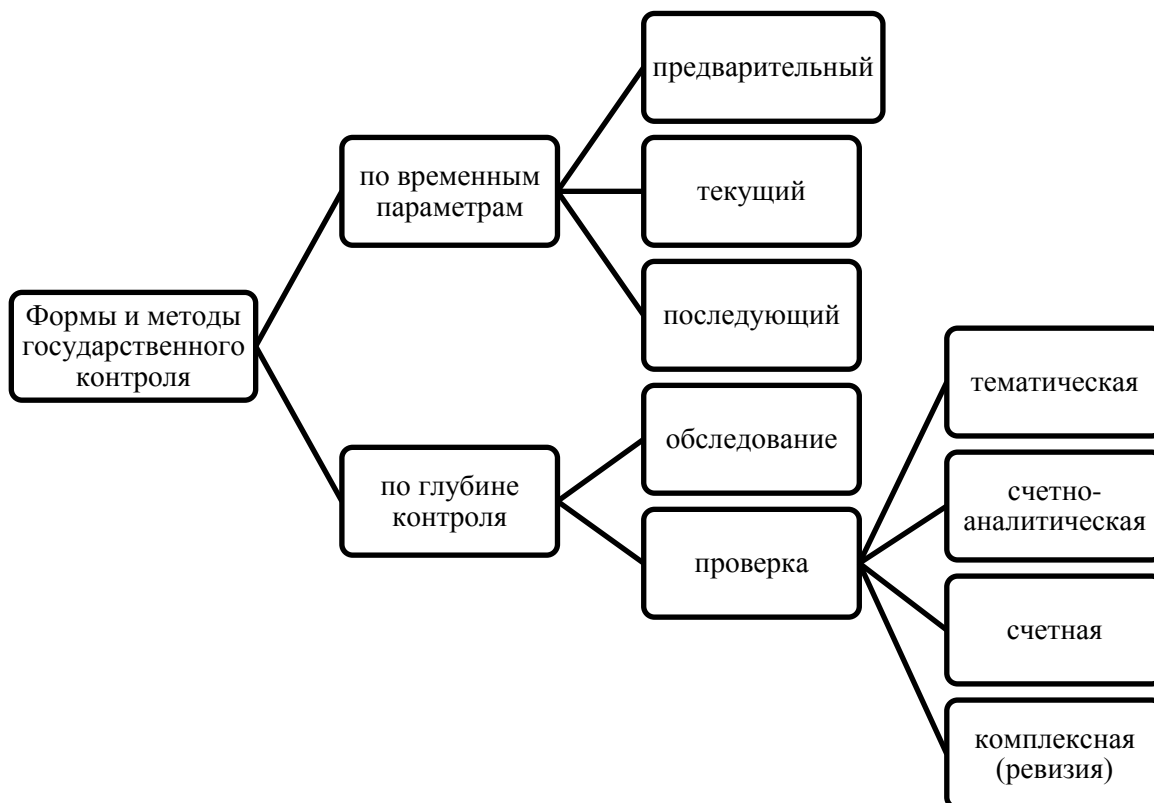 Формы и методы
государственного
контроля
по временным
параметрам
предварительный
текущий
последующий
по глубине
контроля
обследование
проверка
тематическая
счетно-
аналитическая
счетная
комплексная
(ревизия)